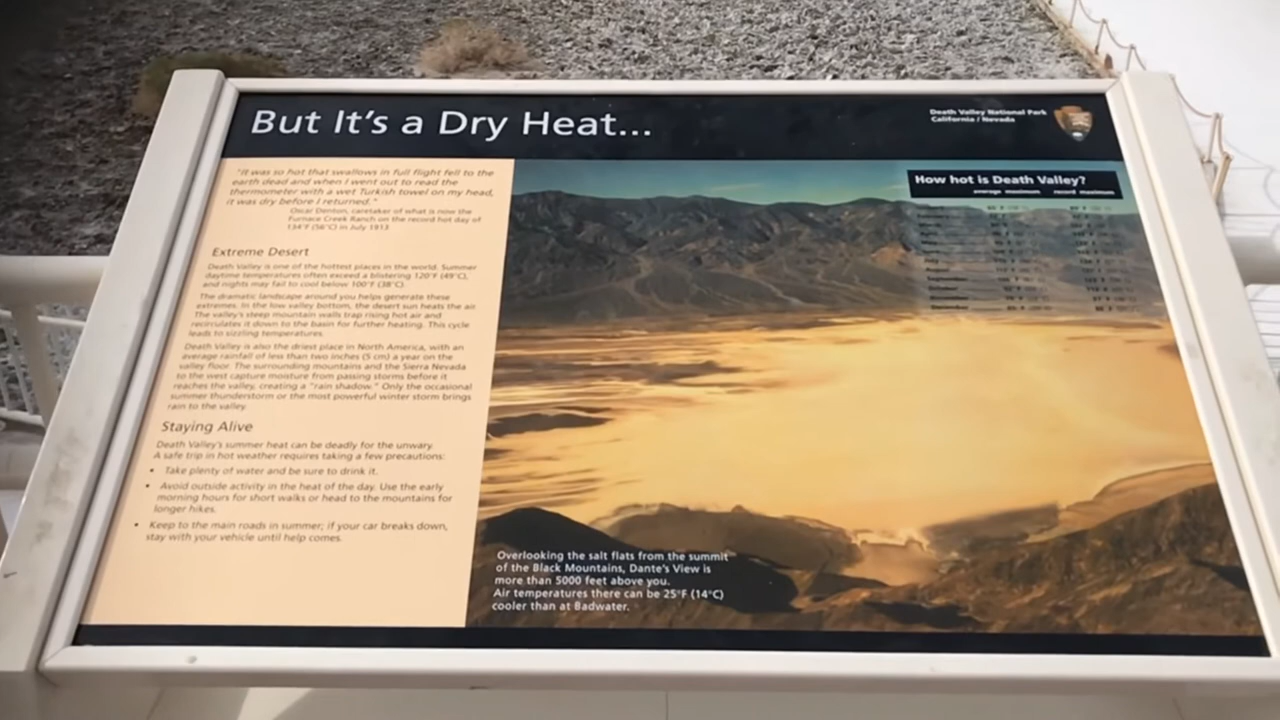 But It's a Dry Heat...
Death Valley National Park
California / Nevada
"It was so hot that swallows in full flight fell to the
earth dead and when I went out to read the
thermometer with a wet Turkish towel on my head,
it was dry before I returned."
Oscar Denton, caretaker of what is now the
Furnace Creek Ranch on the record hot day of
134°F (56°C) in July 1913
Extreme Desert
Death Valley is one of the hottest places in the world. Summer
daytime temperatures often exceed a blistering 120°F (49°C),
and nights may fail to cool below 100°F (38°C).
The dramatic landscape around you helps generate these
extremes. In the low valley bottom, the desert sun heats the air.
The valley's steep mountain walls trap rising hot air and
recirculates it down to the basin for further heating. This cycle
leads to sizzling temperatures.
Death Valley is also the driest place in North America, with an
average rainfall of less than two inches (5 cm) a year on the
valley floor. The surrounding mountains and the Sierra Nevada
to the west capture moisture from passing storms before it
reaches the valley, creating a "rain shadow." Only the occasional
summer thunderstorm or the most powerful winter storm brings
rain to the valley.
Staying Alive
Death Valley's summer heat can be deadly for the unwary.
A safe trip in hot weather requires taking a few precautions:
• Take plenty of water and be sure to drink it.
• Avoid outside activity in the heat of the day. Use the early
morning hours for short walks or head to the mountains for
longer hikes.
• Keep to the main roads in summer; if your car breaks down,
stay with your vehicle until help comes.
How hot is Death Valley?
average maximum record maximum
August
September
October
November
December
Overlooking the salt flats from the summit
of the Black Mountains, Dante's View is
more than 5000 feet above you.
Air temperatures there can be 25°F (14°C)
cooler than at Badwater.